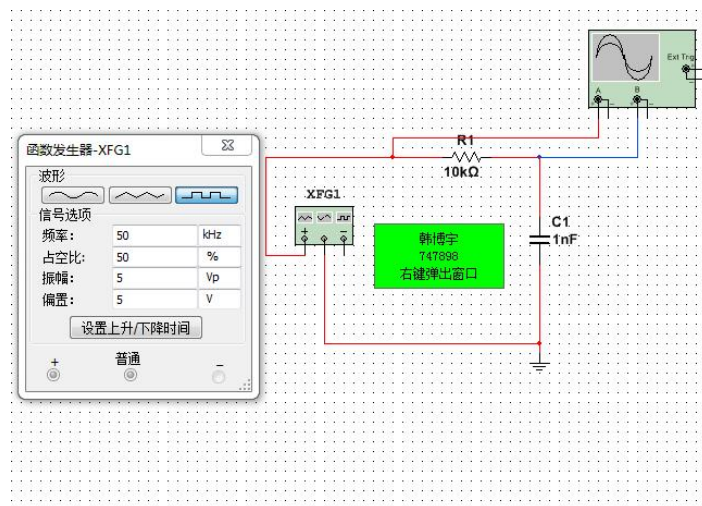 Ext Trig
A B
R1
10kΩ
函数发生器-XFG1
波形
信号选项
频率: 50 kHz
占空比: 50 %
振幅: 5 Vp
偏置: 5 V
设置上升/下降时间
+ 普通 −
XFG1
韩博宇
747898
右键弹出窗口
C1
1nF